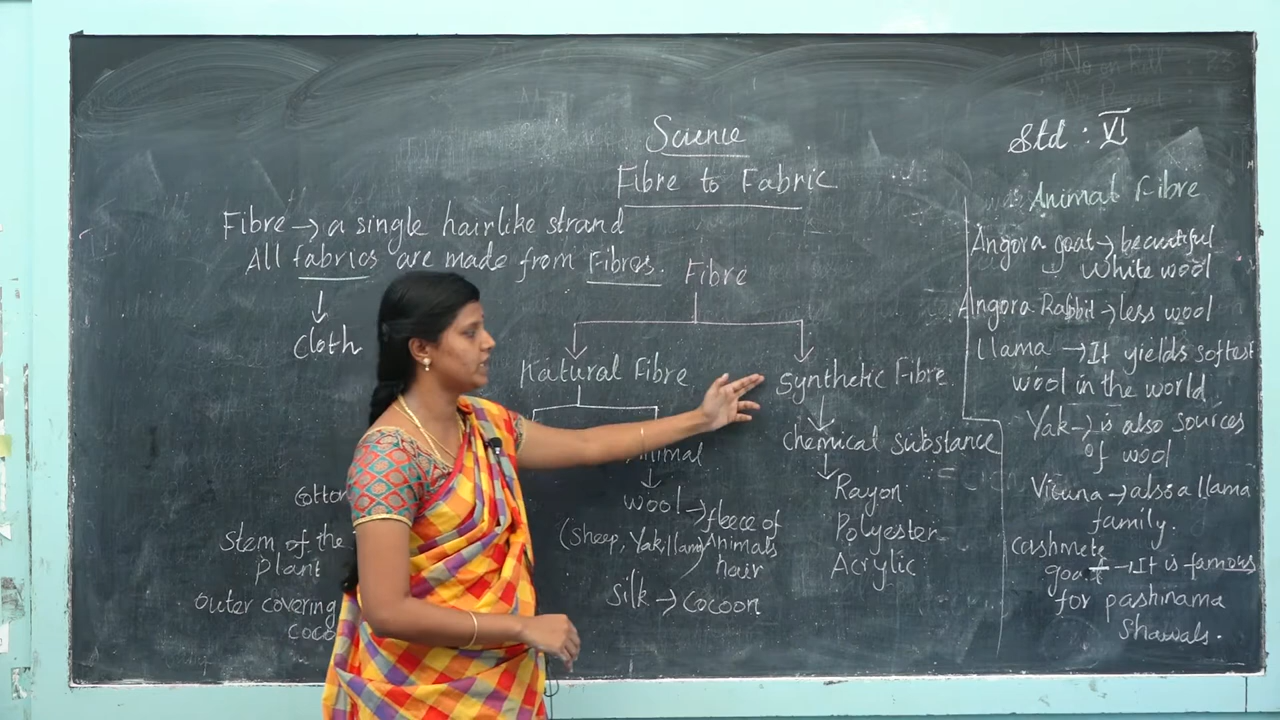 Science
Std : VI
Fibre to Fabric
Fibre → a single hairlike strand
All fabrics are made from Fibres.
↓
cloth
Fibre
Natural Fibre
Synthetic Fibre
Animal
↓
wool → fleece of
(Sheep, Yak, llama) Animals
hair
Silk → Cocoon
Stem of the
plant
outer covering
chemical substance
↓
Rayon
Polyester
Acrylic
Animal Fibre
Angora goat → beautiful
white wool
Angora Rabbit → less wool
llama → It yields softest
wool in the world
Yak → is also sources
of wool
Vicuna → also a llama
family.
goat → It is famous
for pashinama
Shawals.